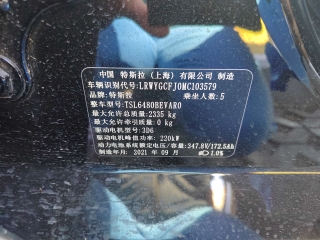 中国 特斯拉（上海）有限公司 制造
车辆识别代号:LRWYGCFJ0MC103579
品牌:特斯拉 乘坐人数:5
整车型号:TSL6480BEVAR0
最大允许总质量:2335 kg
最大允许牵引质量:0 kg
驱动电机型号:3D6
驱动电机峰值功率:220kW
动力电池系统额定电压/容量:347.8V/172.5Ah
制造年月:2021 年 09 月 1.0%